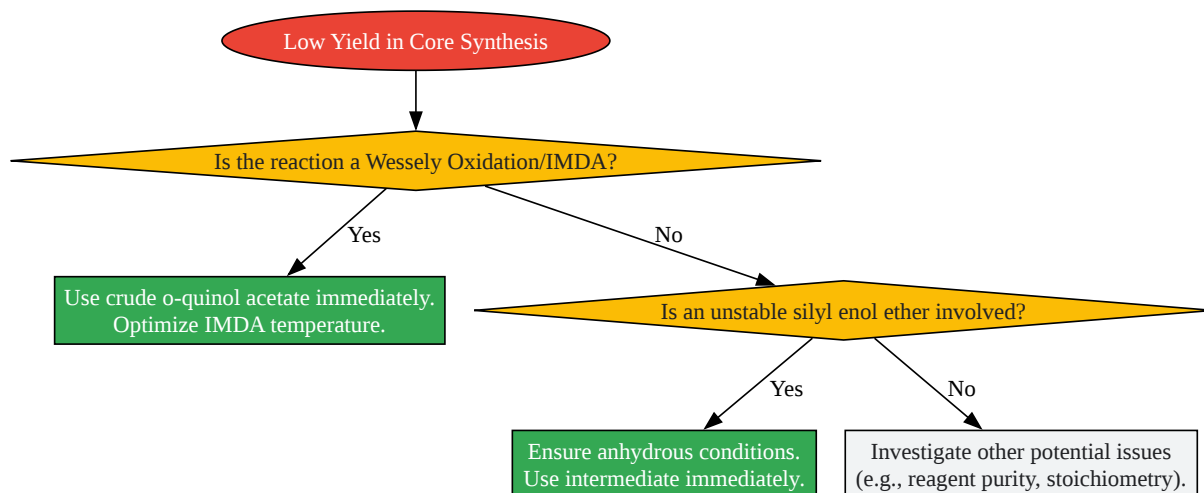 Low Yield in Core Synthesis
Is the reaction a Wessely Oxidation/IMDA?
Yes
No
Use crude o-quinol acetate immediately.
Optimize IMDA temperature.
Is an unstable silyl enol ether involved?
Yes
No
Ensure anhydrous conditions.
Use intermediate immediately.
Investigate other potential issues
(e.g., reagent purity, stoichiometry).